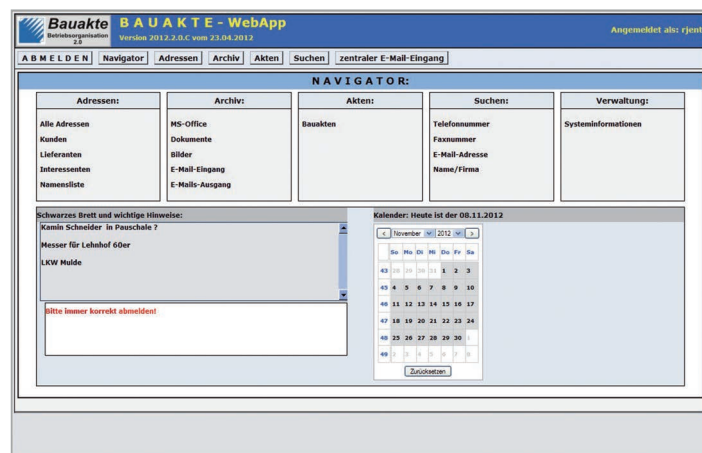 Bauakte
Betriebsorganisation
2.0
BAUAKTE - WebApp
Version 2012.2.0.C vom 23.04.2012
Angemeldet als: rjent
ABMELDEN Navigator Adressen Archiv Akten Suchen zentraler E-Mail-Eingang
NAVIGATOR:
Adressen:
Alle Adressen
Kunden
Lieferanten
Interessenten
Namensliste
Archiv:
MS-Office
Dokumente
Bilder
E-Mail-Eingang
E-Mails-Ausgang
Akten:
Bauakten
Suchen:
Telefonnummer
Faxnummer
E-Mail-Adresse
Name/Firma
Verwaltung:
Systeminformationen
Schwarzes Brett und wichtige Hinweise:
Kamin Schneider in Pauschale ?
Messer für Lehnhof 60er
LKW Mulde
Bitte immer korrekt abmelden!
Kalender: Heute ist der 08.11.2012
< November 2012 >
So Mo Di Mi Do Fr Sa
43 28 29 30 31 1 2 3
45 4 5 6 7 8 9 10
46 11 12 13 14 15 16 17
47 18 19 20 21 22 23 24
48 25 26 27 28 29 30 1
49 2 3 4 5 6 7 8
Zurücksetzen